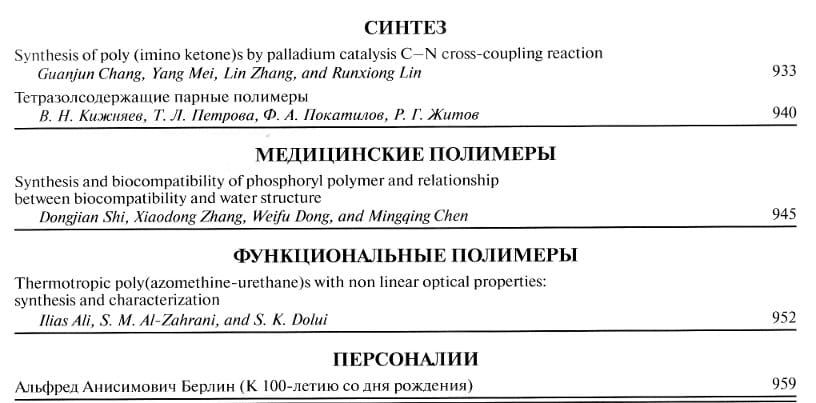 СИНТЕЗ
Synthesis of poly (imino ketone)s by palladium catalysis C–N cross-coupling reaction
Guanjun Chang, Yang Mei, Lin Zhang, and Runxiong Lin 933
Тетразолсодержащие парные полимеры
В. Н. Кижняев, Т. Л. Петрова, Ф. А. Покатилов, Р. Г. Житов 940
МЕДИЦИНСКИЕ ПОЛИМЕРЫ
Synthesis and biocompatibility of phosphoryl polymer and relationship
between biocompatibility and water structure
Dongjian Shi, Xiaodong Zhang, Weifu Dong, and Mingqing Chen 945
ФУНКЦИОНАЛЬНЫЕ ПОЛИМЕРЫ
Thermotropic poly(azomethine-urethane)s with non linear optical properties:
synthesis and characterization
Ilias Ali, S. M. Al-Zahrani, and S. K. Dolui 952
ПЕРСОНАЛИИ
Альфред Анисимович Берлин (К 100-летию со дня рождения) 959